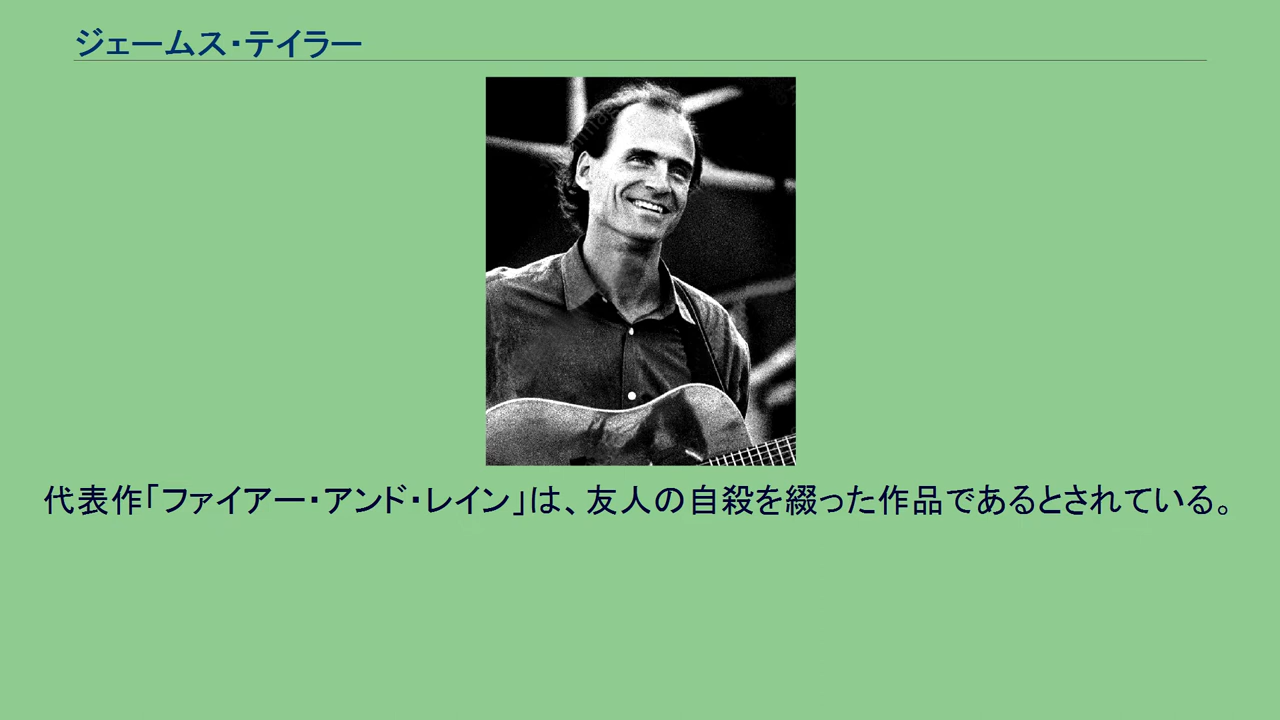 ジェームス・テイラー
代表作「ファイアー・アンド・レイン」は、友人の自殺を綴った作品であるとされている。